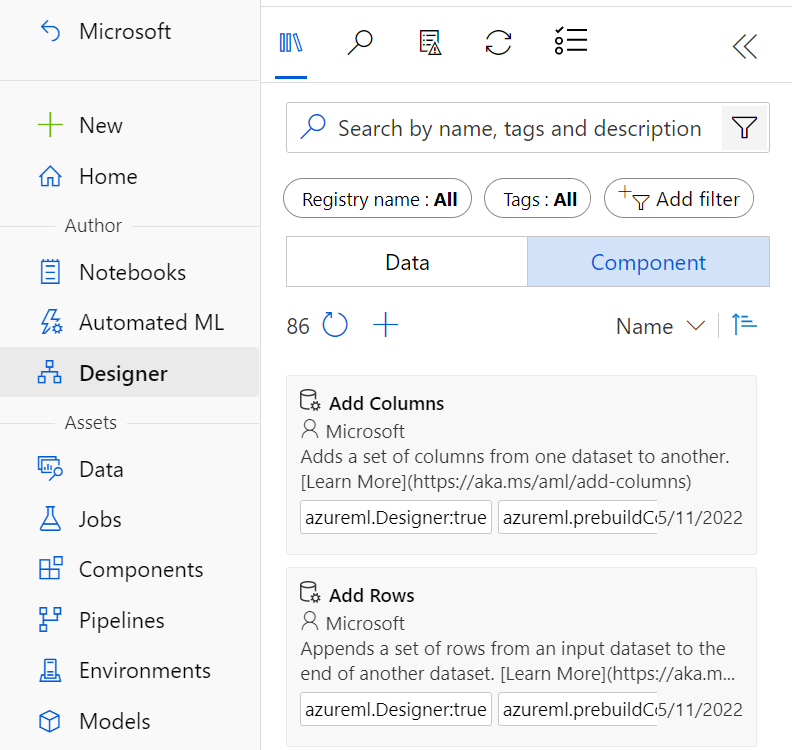 Microsoft
New
Home
Author
Notebooks
Automated ML
Designer
Assets
Data
Jobs
Components
Pipelines
Environments
Models
Search by name, tags and description
Registry name : All
Tags : All
Add filter
Data
Component
86
Name
Add Columns
Microsoft
Adds a set of columns from one dataset to another.
[Learn More](https://aka.ms/aml/add-columns)
azureml.Designer:true azureml.prebuildC 5/11/2022
Add Rows
Microsoft
Appends a set of rows from an input dataset to the
end of another dataset. [Learn More](https://aka.m...
azureml.Designer:true azureml.prebuildC 5/11/2022